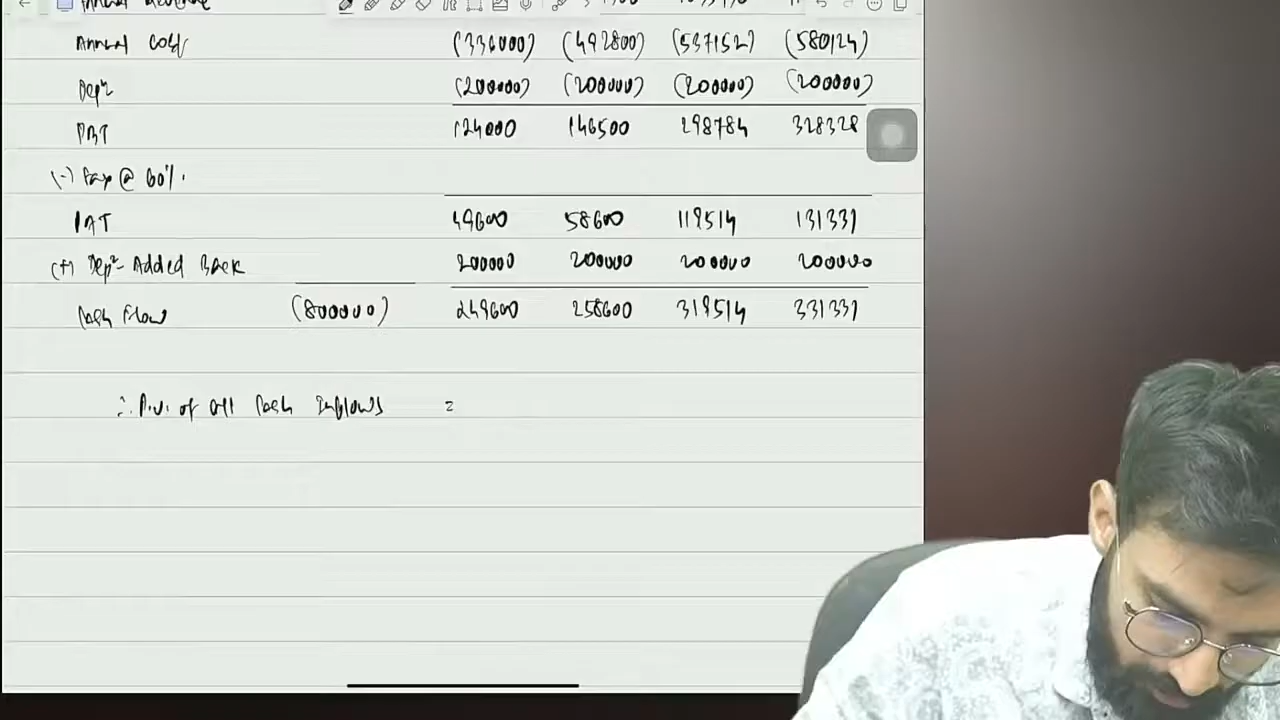 Annual Revenue
Annual Cost (336000) (492800) (537152) (580124)
Depn (200000) (200000) (200000) (200000)
PBT 124000 146500 298784 328328
(-) Tax @ 60%.
PAT 49600 58600 119514 131331
(+) Depn Added Back 200000 200000 200000 200000
Cash Flow (800000) 249600 258600 319514 331331
∴ P.V. of all Cash Inflows =